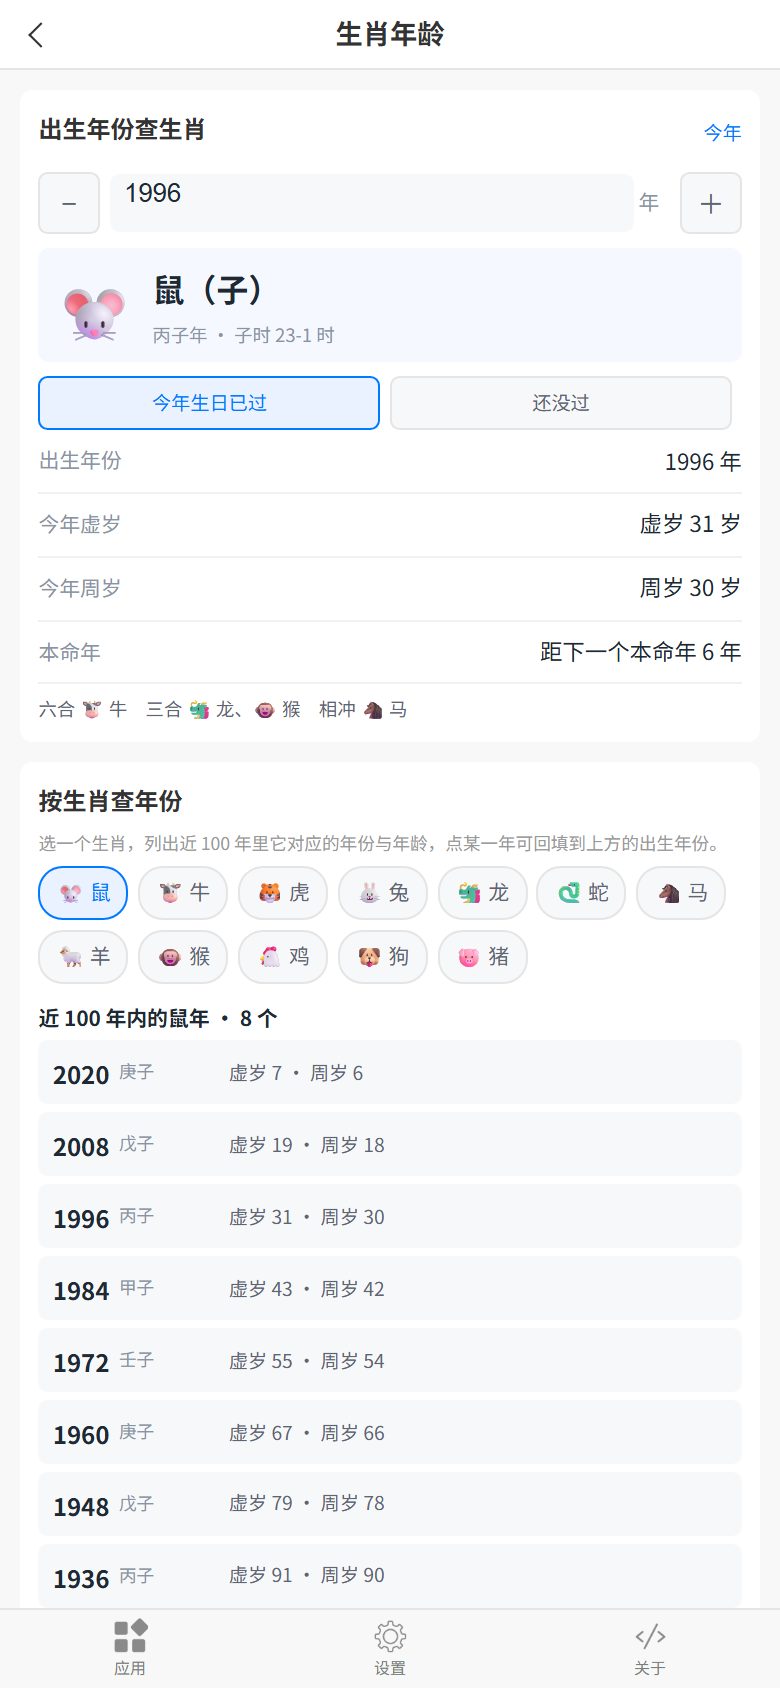 生肖年龄
出生年份查生肖
今年
− 1996 年 +
鼠（子）
丙子年 · 子时 23-1 时
今年生日已过 还没过
出生年份 1996 年
今年虚岁 虚岁 31 岁
今年周岁 周岁 30 岁
本命年 距下一个本命年 6 年
六合 🐮 牛 三合 🐲 龙、🐵 猴 相冲 🐴 马
按生肖查年份
选一个生肖，列出近 100 年里它对应的年份与年龄，点某一年可回填到上方的出生年份。
🐭 鼠 🐮 牛 🐯 虎 🐰 兔 🐲 龙 🐍 蛇 🐴 马
🐑 羊 🐵 猴 🐔 鸡 🐶 狗 🐷 猪
近 100 年内的鼠年 · 8 个
2020 庚子 虚岁 7 · 周岁 6
2008 戊子 虚岁 19 · 周岁 18
1996 丙子 虚岁 31 · 周岁 30
1984 甲子 虚岁 43 · 周岁 42
1972 壬子 虚岁 55 · 周岁 54
1960 庚子 虚岁 67 · 周岁 66
1948 戊子 虚岁 79 · 周岁 78
1936 丙子 虚岁 91 · 周岁 90
应用 设置 关于